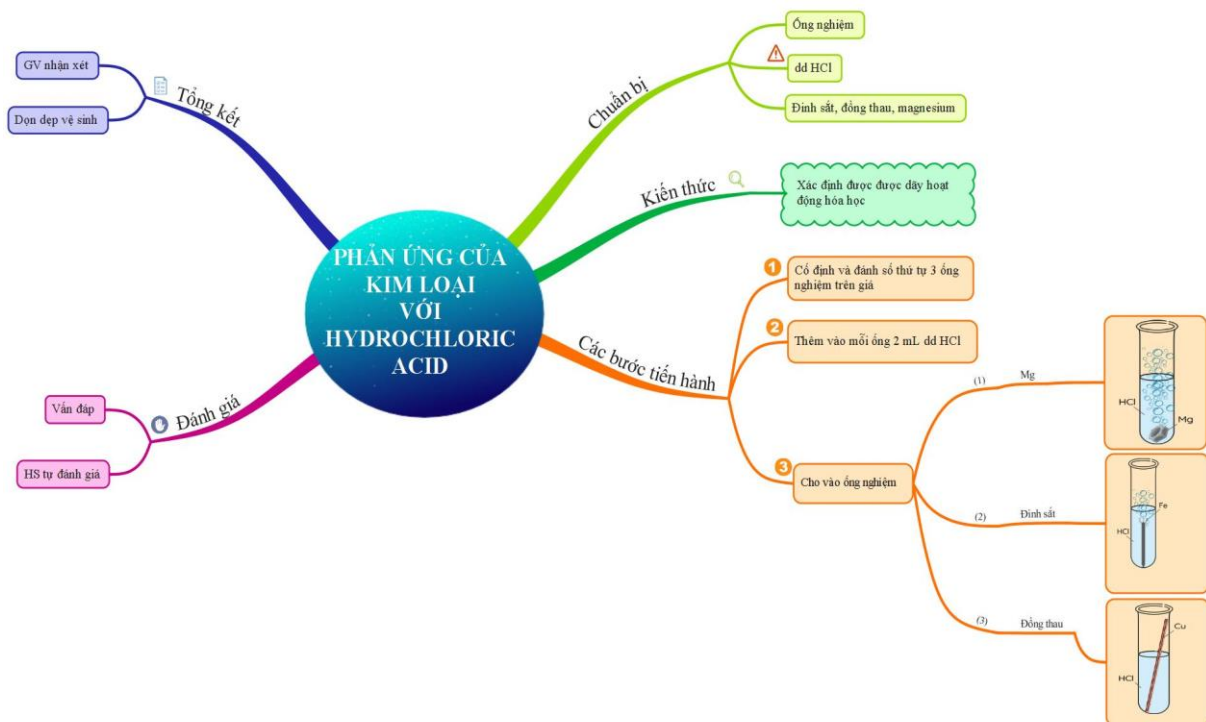 PHẢN ỨNG CỦA
KIM LOẠI
VỚI
HYDROCHLORIC
ACID
Chuẩn bị
Ống nghiệm
dd HCl
Đinh sắt, đồng thau, magnesium
Kiến thức
Xác định được được dãy hoạt
động hóa học
Các bước tiến hành
1
Cố định và đánh số thứ tự 3 ống
nghiệm trên giá
2
Thêm vào mỗi ống 2 mL dd HCl
3
Cho vào ống nghiệm
(1)
Mg
HCl
Mg
(2)
Đinh sắt
Fe
HCl
(3)
Đồng thau
Cu
HCl
Đánh giá
Vấn đáp
HS tự đánh giá
Tổng kết
GV nhận xét
Dọn dẹp vệ sinh